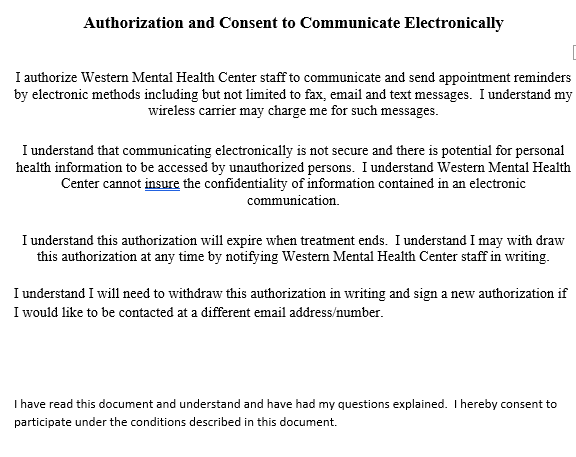 Authorization and Consent to Communicate Electronically
I authorize Western Mental Health Center staff to communicate and send appointment reminders
by electronic methods including but not limited to fax, email and text messages.  I understand my
wireless carrier may charge me for such messages.
I understand that communicating electronically is not secure and there is potential for personal
health information to be accessed by unauthorized persons.  I understand Western Mental Health
Center cannot insure the confidentiality of information contained in an electronic
communication.
I understand this authorization will expire when treatment ends.  I understand I may with draw
this authorization at any time by notifying Western Mental Health Center staff in writing.
I understand I will need to withdraw this authorization in writing and sign a new authorization if
I would like to be contacted at a different email address/number.
I have read this document and understand and have had my questions explained.  I hereby consent to
participate under the conditions described in this document.